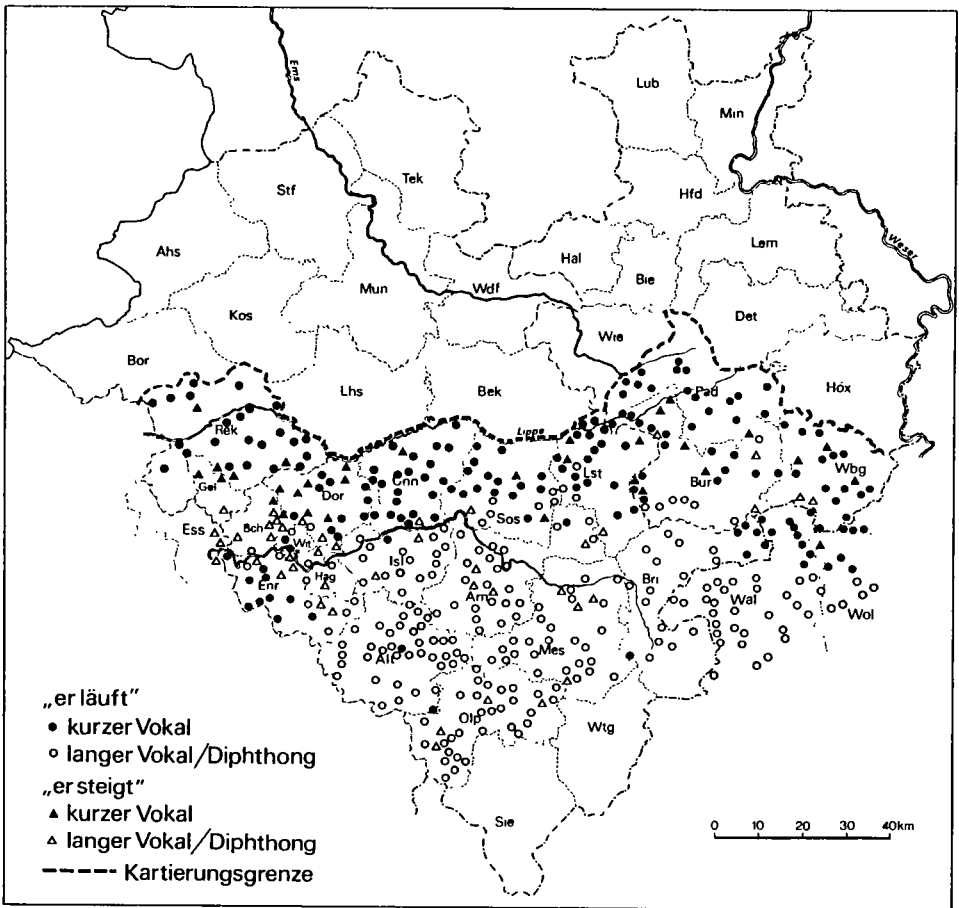 Ems
Lub
Min
Stf
Tek
Hfd
Ahs
Lem
Weser
Hal
Bie
Mun
Wdf
Kos
Det
Wie
Bor
Lhs
Bek
Höx
Pad
Rek
Lippe
Lst
Wbg
Gel
Dor
Unn
Bur
Ess
Bch
Sos
Wit
Isl
Hag
Enr
Bri
Arn
Wal
Wol
Alt
Mes
Olp
Wtg
Sie
„er läuft”
● kurzer Vokal
○ langer Vokal/Diphthong
„er steigt”
▲ kurzer Vokal
△ langer Vokal/Diphthong
Kartierungsgrenze
0 10 20 30 40km